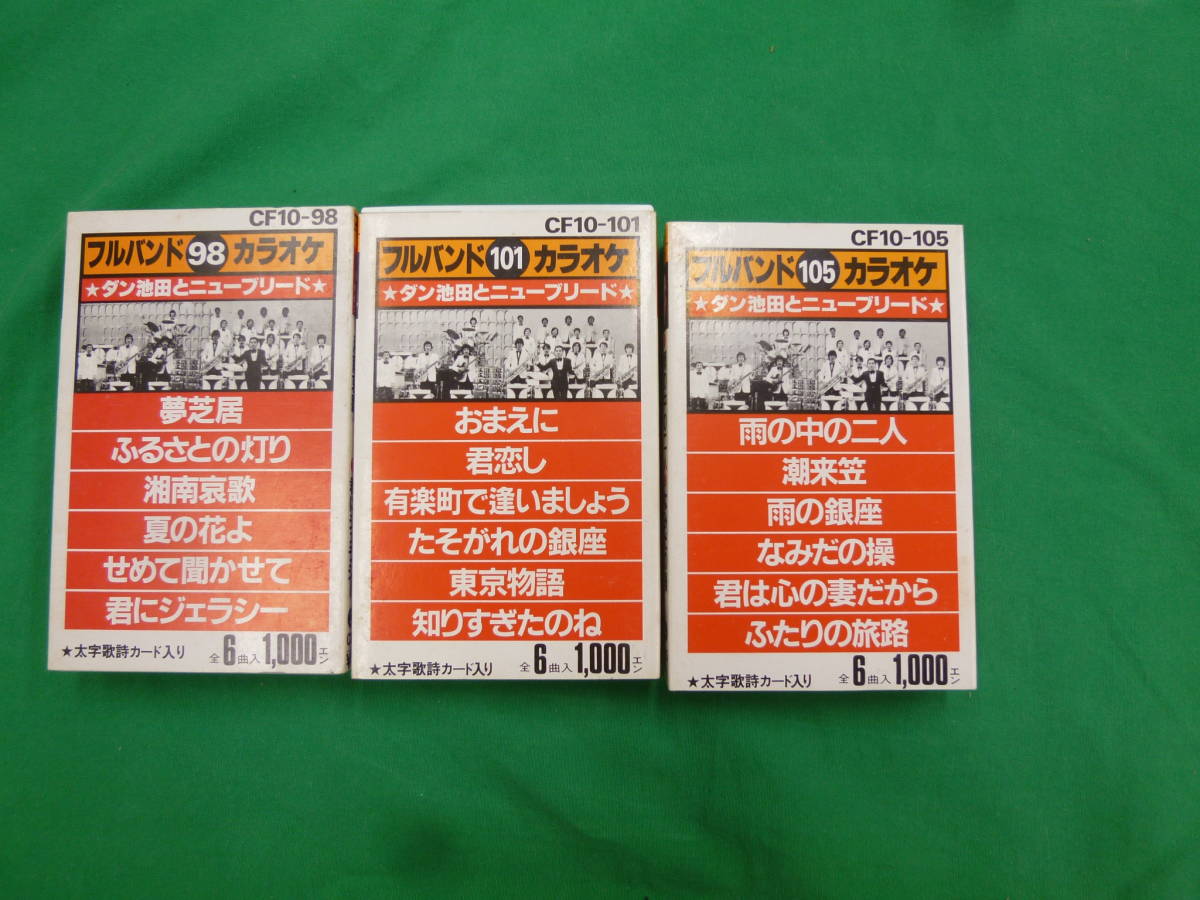 CF10-98
フルバンド98カラオケ
★ダン池田とニューブリード★
夢芝居
ふるさとの灯り
湘南哀歌
夏の花よ
せめて聞かせて
君にジェラシー
★太字歌詩カード入り 全6曲入1,000エン
CF10-101
フルバンド101カラオケ
★ダン池田とニューブリード★
おまえに
君恋し
有楽町で逢いましょう
たそがれの銀座
東京物語
知りすぎたのね
★太字歌詩カード入り 全6曲入1,000エン
CF10-105
フルバンド105カラオケ
★ダン池田とニューブリード★
雨の中の二人
潮来笠
雨の銀座
なみだの操
君は心の妻だから
ふたりの旅路
★太字歌詩カード入り 全6曲入1,000エン